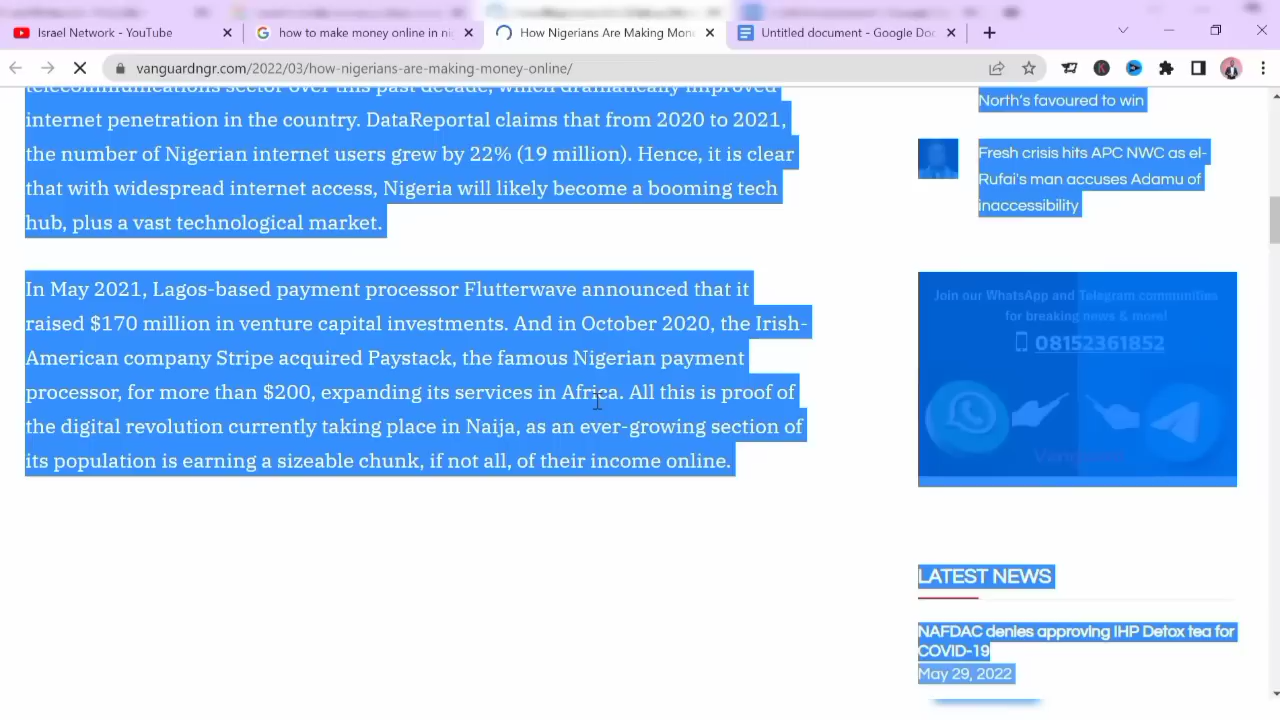 Israel Network - YouTube
how to make money online in ni
How Nigerians Are Making Mon
Untitled document - Google Doc
vanguardngr.com/2022/03/how-nigerians-are-making-money-online/
telecommunications sector over this past decade, which dramatically improved
internet penetration in the country. DataReportal claims that from 2020 to 2021,
the number of Nigerian internet users grew by 22% (19 million). Hence, it is clear
that with widespread internet access, Nigeria will likely become a booming tech
hub, plus a vast technological market.
In May 2021, Lagos-based payment processor Flutterwave announced that it
raised $170 million in venture capital investments. And in October 2020, the Irish-
American company Stripe acquired Paystack, the famous Nigerian payment
processor, for more than $200, expanding its services in Africa. All this is proof of
the digital revolution currently taking place in Naija, as an ever-growing section of
its population is earning a sizeable chunk, if not all, of their income online.
North's favoured to win
Fresh crisis hits APC NWC as el-
Rufai's man accuses Adamu of
inaccessibility
Join our WhatsApp and Telegram communities
for breaking news & more!
08152361852
Vanguard
LATEST NEWS
NAFDAC denies approving IHP Detox tea for
COVID-19
May 29, 2022